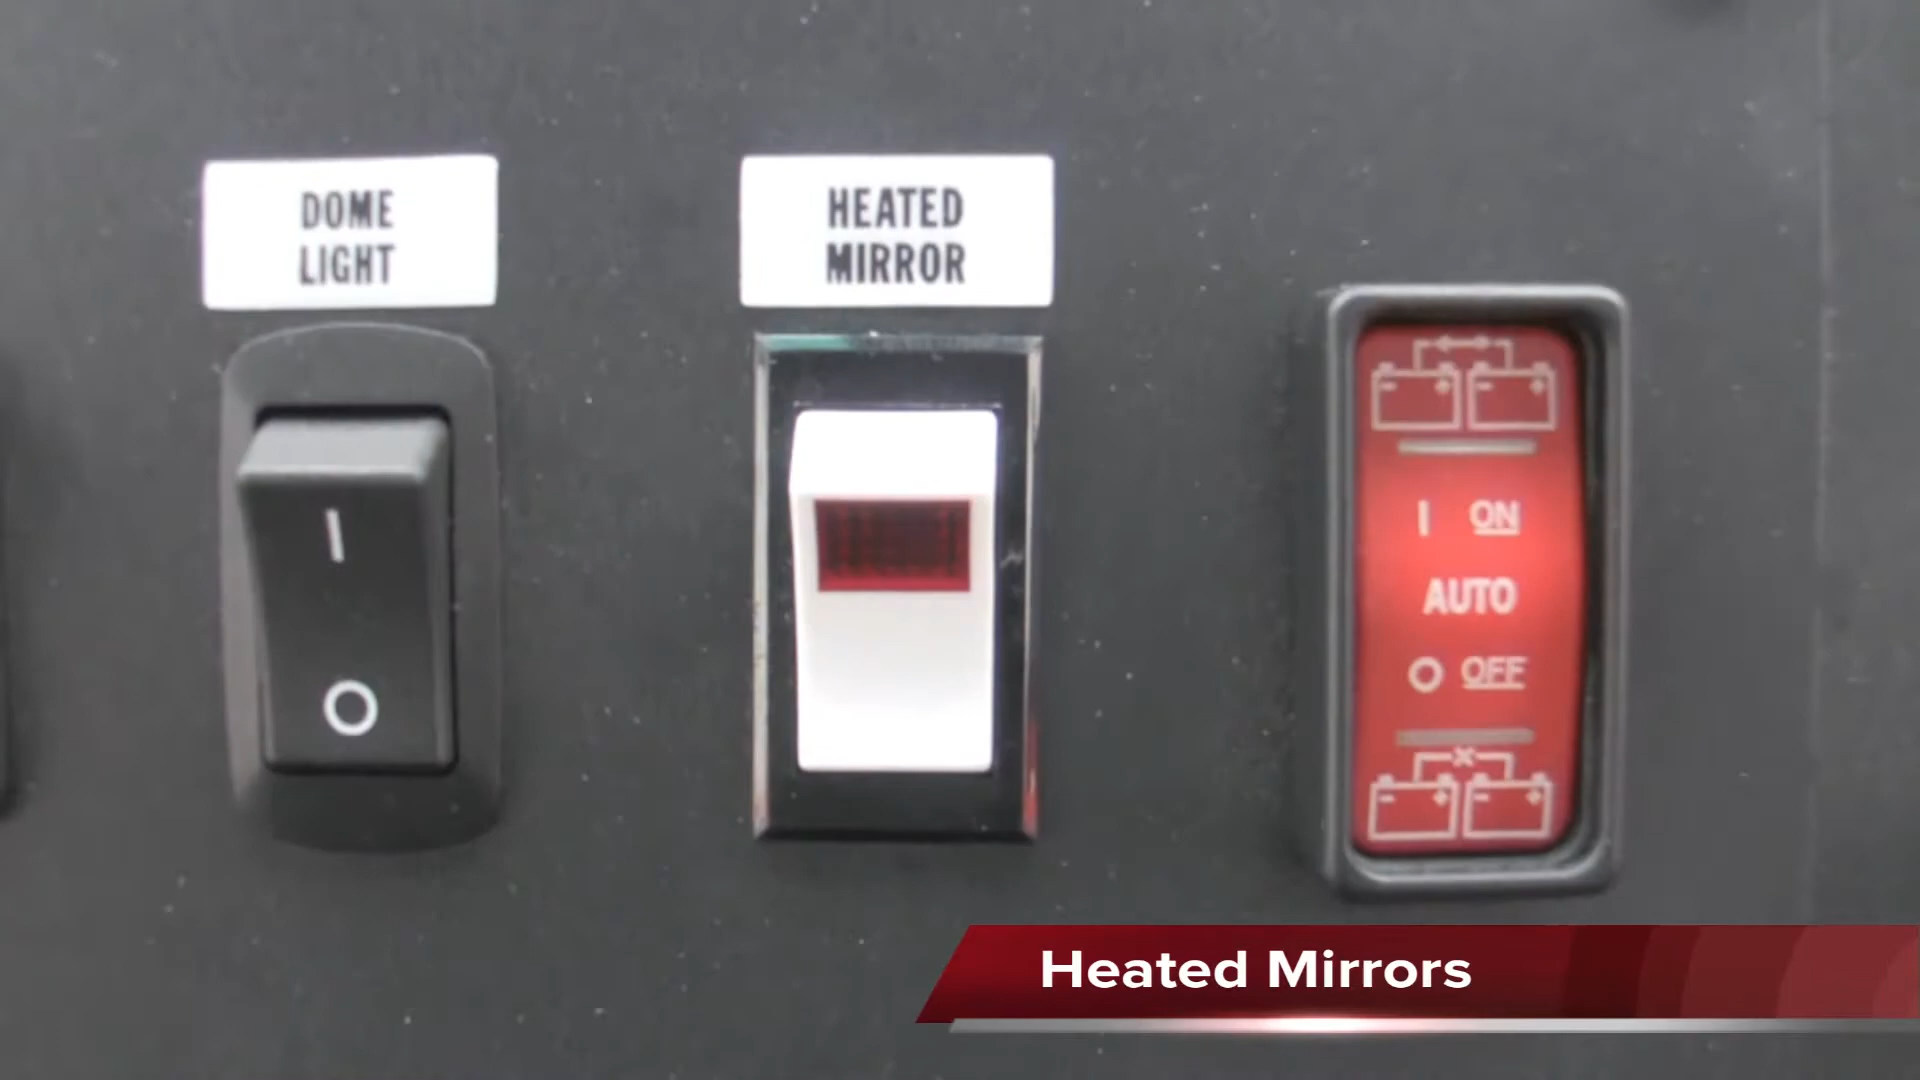 DOME
LIGHT
HEATED
MIRROR
I ON
AUTO
O OFF
I
O
Heated Mirrors